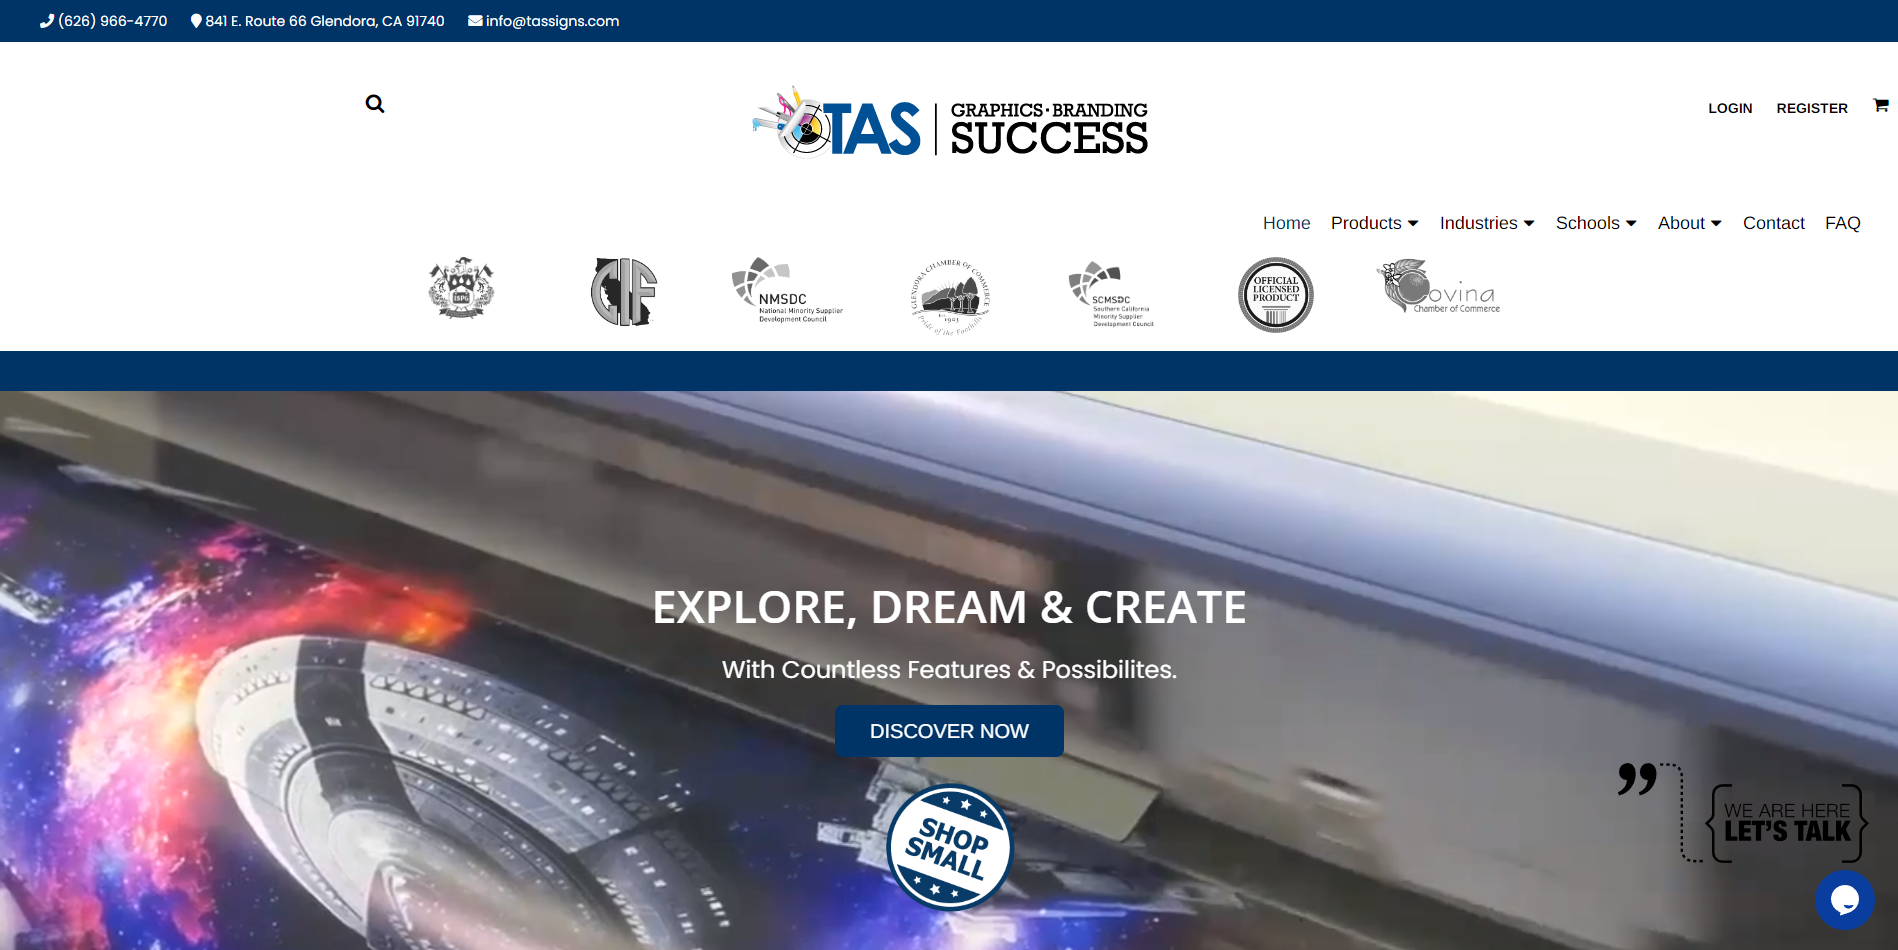 (626) 966-4770 841 E. Route 66 Glendora, CA 91740 info@tassigns.com
TAS
GRAPHICS · BRANDING
SUCCESS
LOGIN REGISTER
Home Products Industries Schools About Contact FAQ
ISPG
CIF
NMSDC
National Minority Supplier
Development Council
GLENDORA CHAMBER OF COMMERCE
Est.
1903
Pride of the Foothills
SCMSDC
Southern California
Minority Supplier
Development Council
OFFICIAL
LICENSED
PRODUCT
Covina
Chamber of Commerce
EXPLORE, DREAM & CREATE
With Countless Features & Possibilites.
DISCOVER NOW
SHOP
SMALL
WE ARE HERE
LET'S TALK